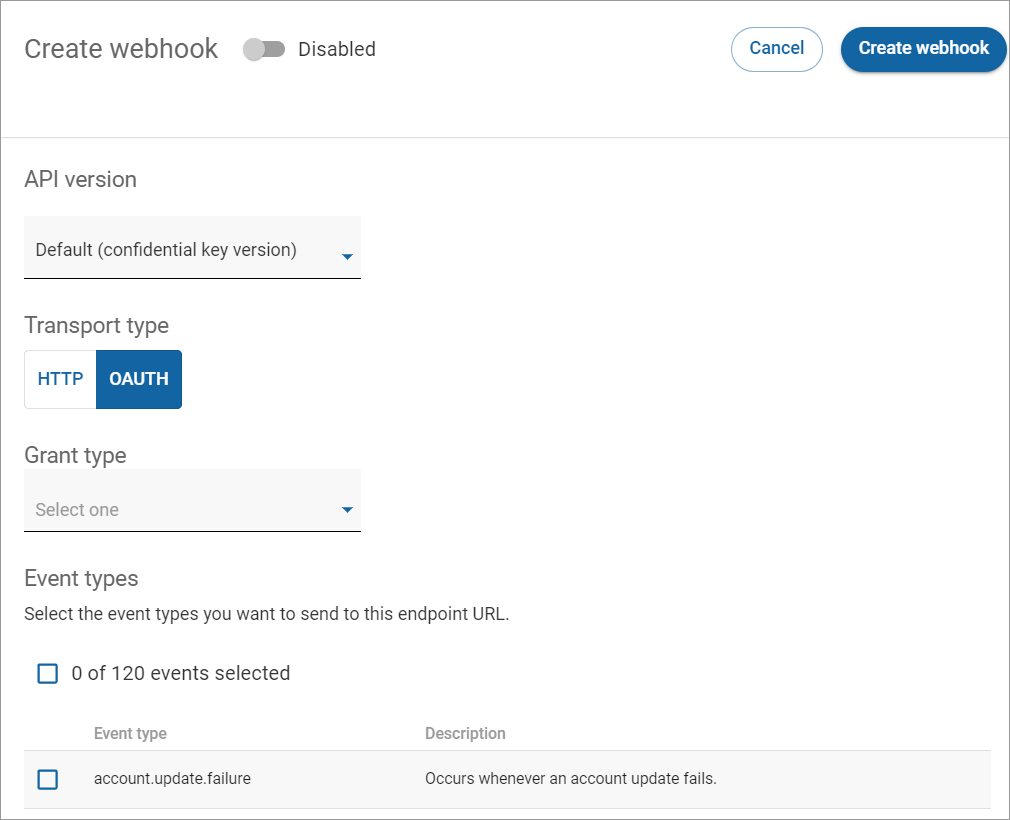 Create webhook Disabled Cancel Create webhook
API version
Default (confidential key version)
Transport type
HTTP OAUTH
Grant type
Select one
Event types
Select the event types you want to send to this endpoint URL.
0 of 120 events selected
Event type Description
account.update.failure Occurs whenever an account update fails.